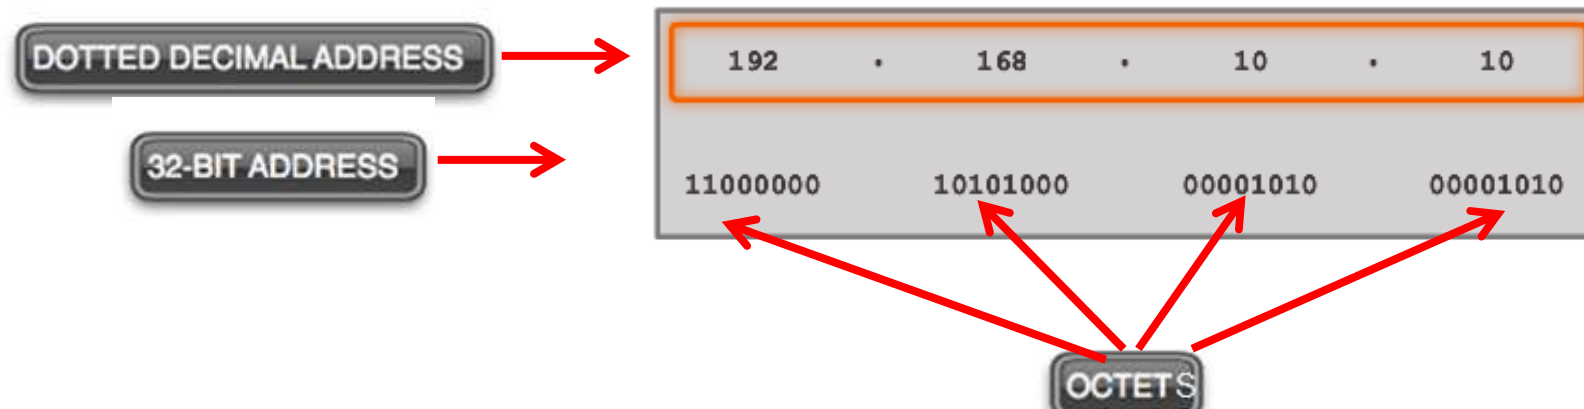 DOTTED DECIMAL ADDRESS
192 . 168 . 10 . 10
32-BIT ADDRESS
11000000 10101000 00001010 00001010
OCTETS